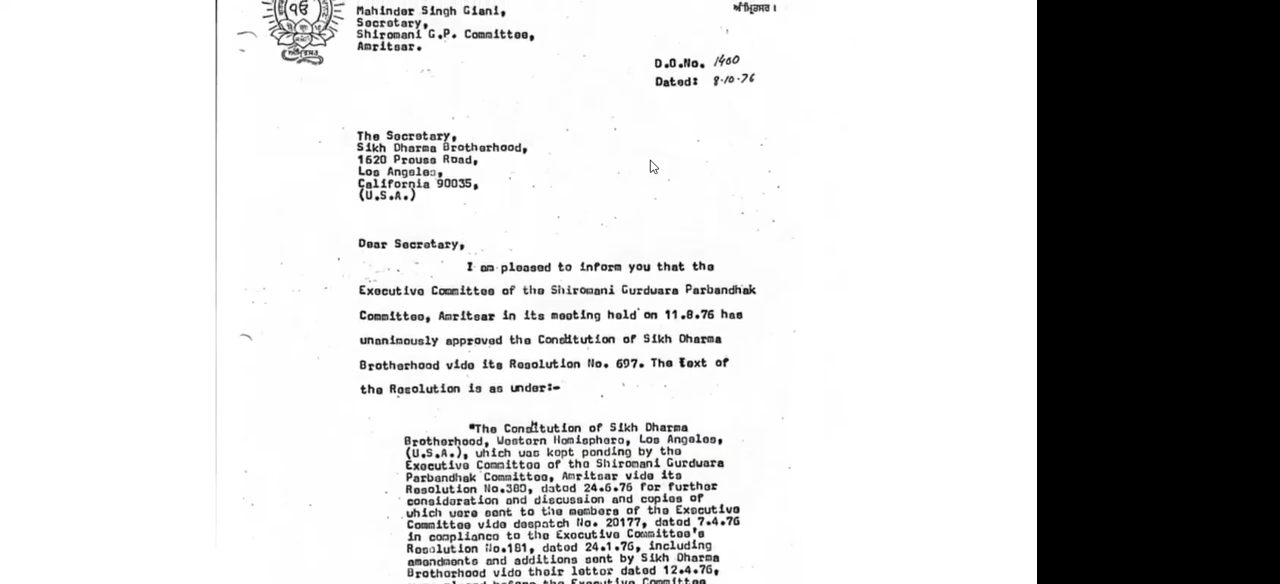 ੴ
Mahinder Singh Giani,
Secretary,
Shiromani G.P. Committee,
Amritsar.
ਅੰਮ੍ਰਿਤਸਰ ।
D.O.No. 1460
Dated: 8.10.76
The Secretary,
Sikh Dharma Brotherhood,
1620 Preuss Road,
Los Angeles,
California 90035,
(U.S.A.)
Dear Secretary,
I am pleased to inform you that the
Executive Committee of the Shiromani Gurduara Parbandhak
Committee, Amritsar in its meeting held on 11.8.76 has
unanimously approved the Constitution of Sikh Dharma
Brotherhood vide its Resolution No. 697. The text of
the Resolution is as under:-
"The Constitution of Sikh Dharma
Brotherhood, Western Hemisphere, Los Angeles,
(U.S.A.), which was kept pending by the
Executive Committee of the Shiromani Gurduara
Parbandhak Committee, Amritsar vide its
Resolution No.380, dated 24.6.76 for further
consideration and discussion and copies of
which were sent to the members of the Executive
Committee vide despatch No. 20177, dated 7.4.76
in compliance to the Executive Committee's
Resolution No.181, dated 24.1.76, including
amendments and additions sent by Sikh Dharma
Brotherhood vide their letter dated 12.4.76,
placed before the Executive Committee